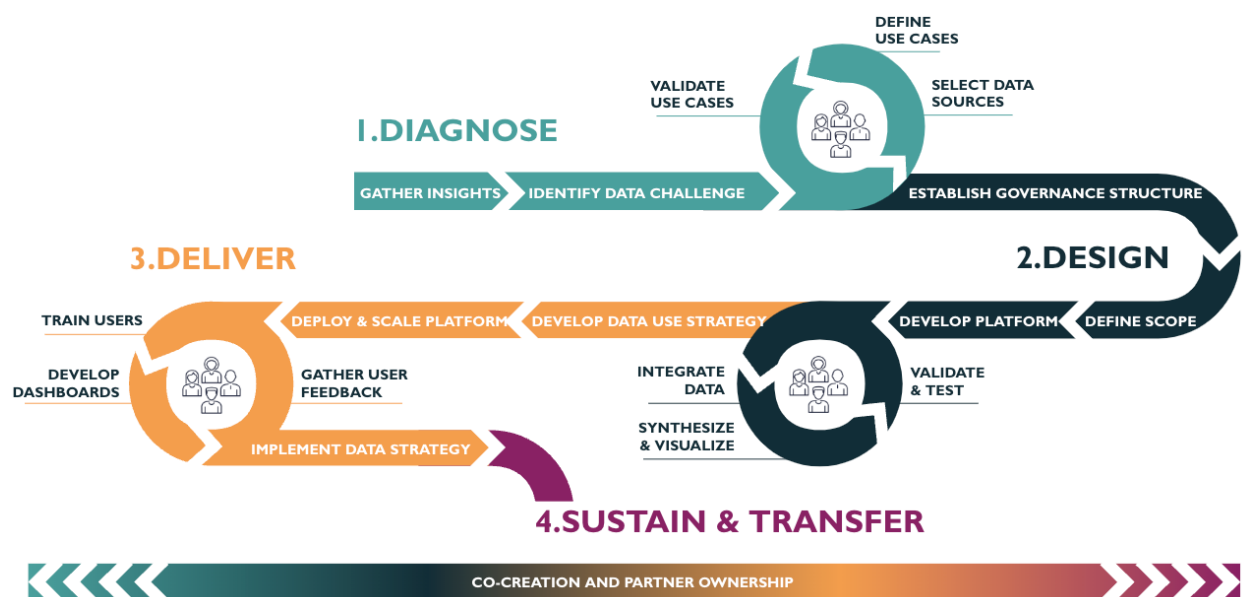 DEFINE
USE CASES
VALIDATE
USE CASES
SELECT DATA
SOURCES
1.DIAGNOSE
GATHER INSIGHTS
IDENTIFY DATA CHALLENGE
ESTABLISH GOVERNANCE STRUCTURE
2.DESIGN
DEFINE SCOPE
DEVELOP PLATFORM
VALIDATE
& TEST
INTEGRATE
DATA
SYNTHESIZE
& VISUALIZE
3.DELIVER
DEVELOP DATA USE STRATEGY
DEPLOY & SCALE PLATFORM
TRAIN USERS
DEVELOP
DASHBOARDS
GATHER USER
FEEDBACK
IMPLEMENT DATA STRATEGY
4.SUSTAIN & TRANSFER
CO-CREATION AND PARTNER OWNERSHIP